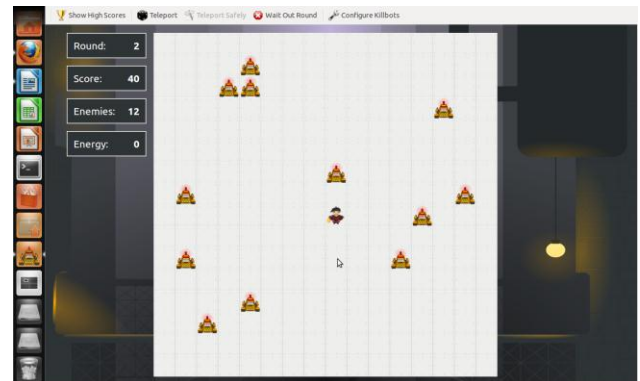 Show High Scores Teleport Teleport Safely Wait Out Round Configure Killbots
Round: 2
Score: 40
Enemies: 12
Energy: 0